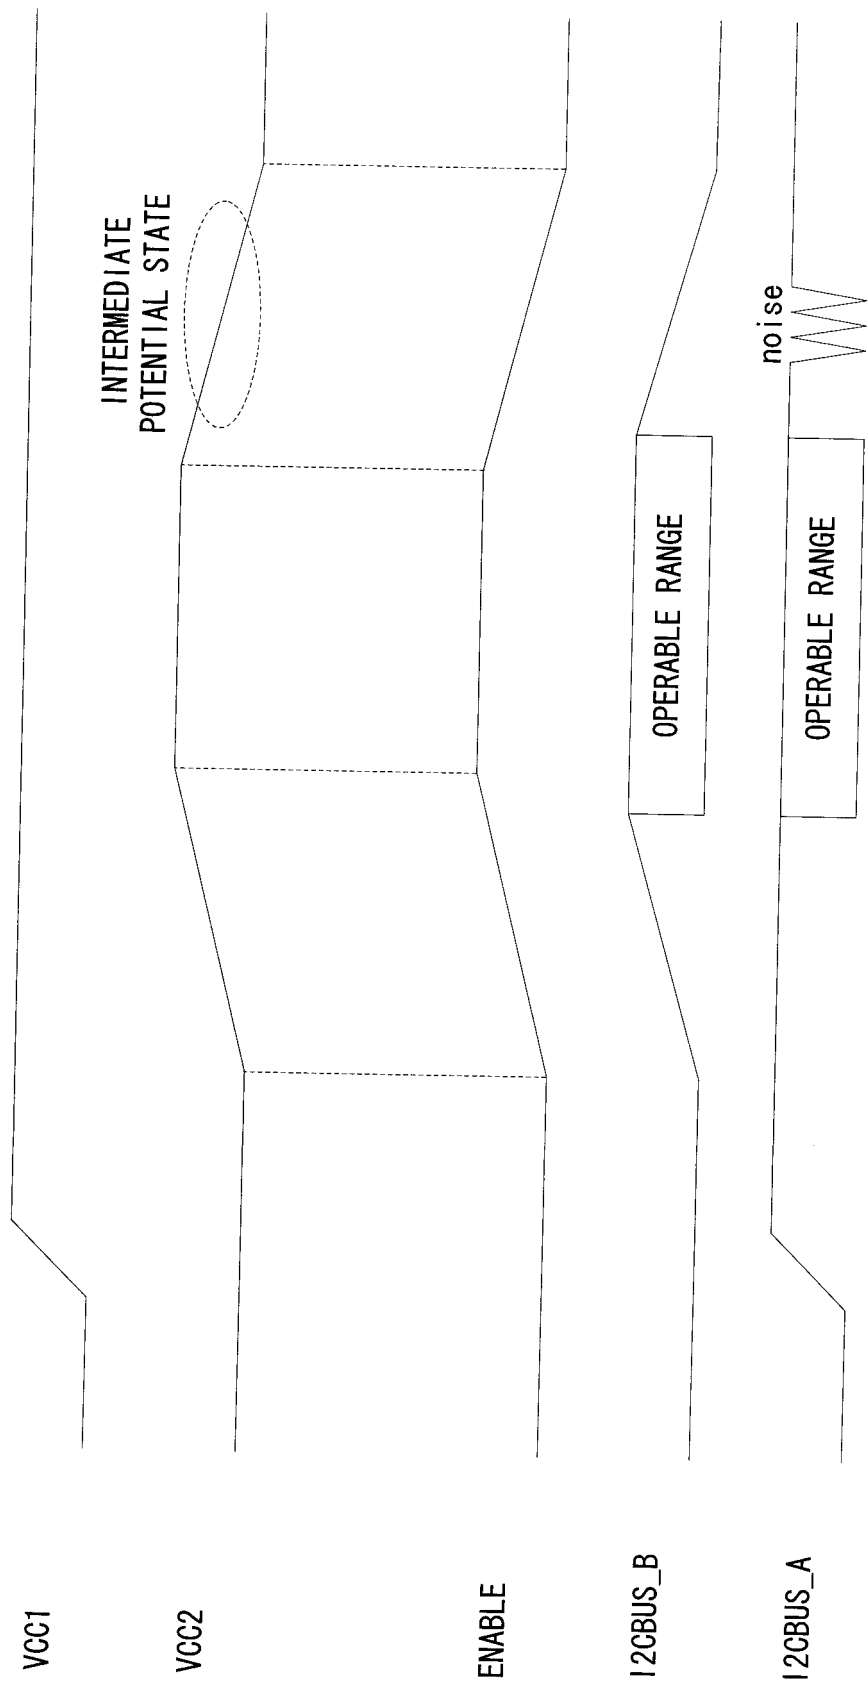 VCC1
INTERMEDIATE
POTENTIAL STATE
VCC2
ENABLE
I2CBUS_B
OPERABLE RANGE
I2CBUS_A
OPERABLE RANGE
noise